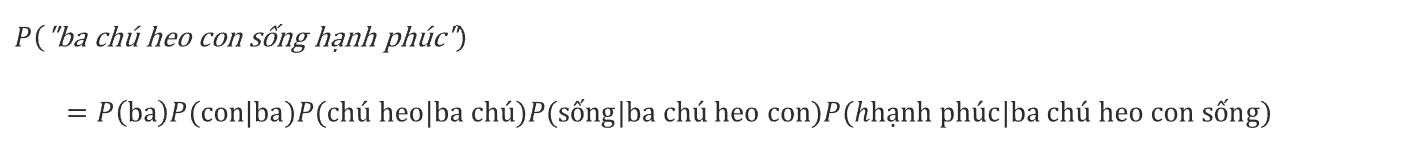 P("ba chú heo con sống hạnh phúc")
= P(ba)P(con|ba)P(chú heo|ba chú)P(sống|ba chú heo con)P(hhạnh phúc|ba chú heo con sống)